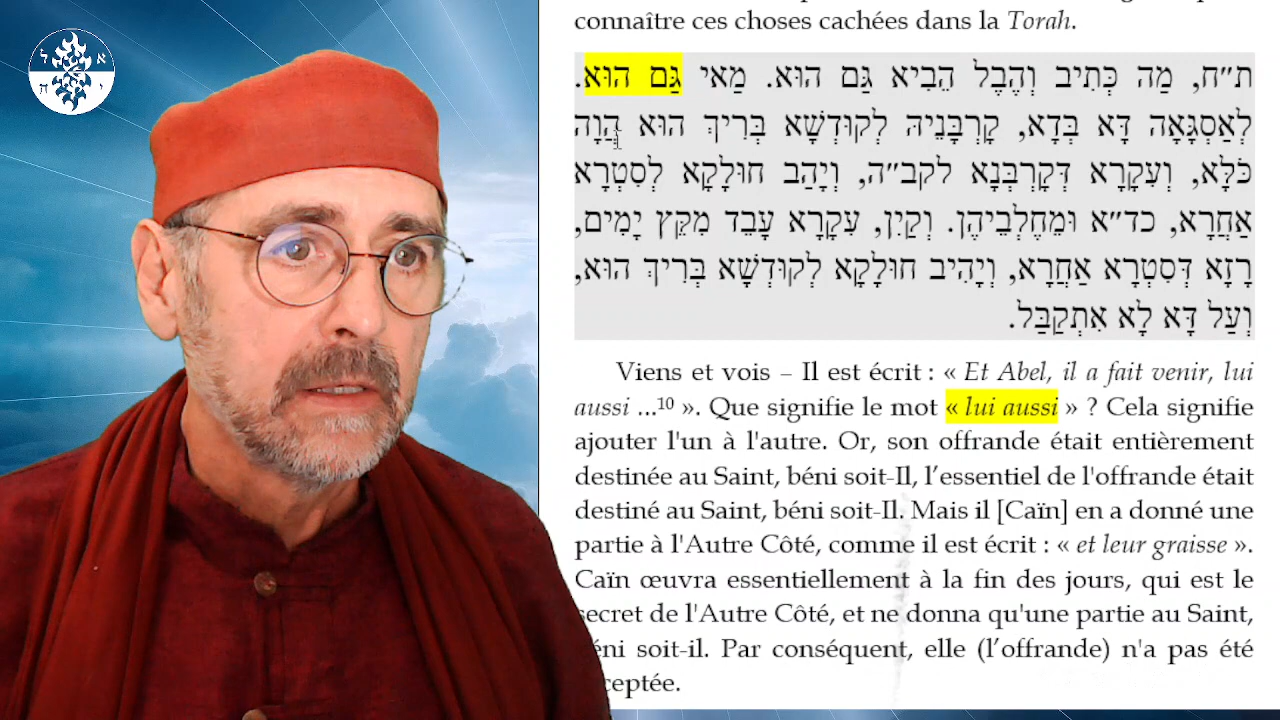 connaître ces choses cachées dans la Torah.
ת״ח, מַה כְּתִיב וְהֶבֶל הֵבִיא גַּם הוּא. מַאי גַּם הוּא.
לְאַסְגָּאָה דָּא בְּדָא, קָרְבָּנֵיהּ לְקוּדְשָׁא בְּרִיךְ הוּא הֲוָה
כֹּלָּא, וְעִקָרָא דְּקָרְבְּנָא לקב״ה, וְיָהַב חוּלָקָא לְסִטְרָא
אַחֲרָא, כד״א וּמֵחֶלְבֵיהֶן. וְקַיִן, עִקָרָא עָבֵד מִקֵּץ יָמִים,
רָזָא דְּסִטְרָא אַחֲרָא, וְיָהִיב חוּלָקָא לְקוּדְשָׁא בְּרִיךְ הוּא,
וְעַל דָּא לָא אִתְקַבַּל.
Viens et vois – Il est écrit : « Et Abel, il a fait venir, lui
aussi ...10 ». Que signifie le mot « lui aussi » ? Cela signifie
ajouter l'un à l'autre. Or, son offrande était entièrement
destinée au Saint, béni soit-Il, l’essentiel de l'offrande était
destiné au Saint, béni soit-Il. Mais il [Caïn] en a donné une
partie à l'Autre Côté, comme il est écrit : « et leur graisse ».
Caïn œuvra essentiellement à la fin des jours, qui est le
secret de l'Autre Côté, et ne donna qu'une partie au Saint,
béni soit-il. Par conséquent, elle (l’offrande) n'a pas été
ceptée.